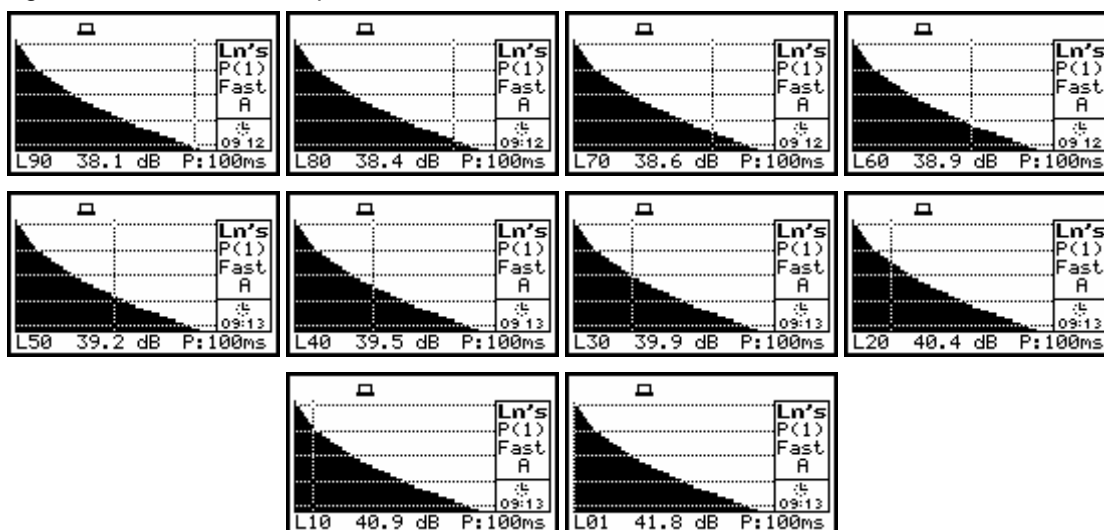 Ln's
P(1)
Fast
A
09 12
L90 38.1 dB P:100ms
Ln's
P(1)
Fast
A
09 12
L80 38.4 dB P:100ms
Ln's
P(1)
Fast
A
09 12
L70 38.6 dB P:100ms
Ln's
P(1)
Fast
A
09 12
L60 38.9 dB P:100ms
Ln's
P(1)
Fast
A
09:13
L50 39.2 dB P:100ms
Ln's
P(1)
Fast
A
09 13
L40 39.5 dB P:100ms
Ln's
P(1)
Fast
A
09 13
L30 39.9 dB P:100ms
Ln's
P(1)
Fast
A
09:13
L20 40.4 dB P:100ms
Ln's
P(1)
Fast
A
09:13
L10 40.9 dB P:100ms
Ln's
P(1)
Fast
A
09:13
L01 41.8 dB P:100ms